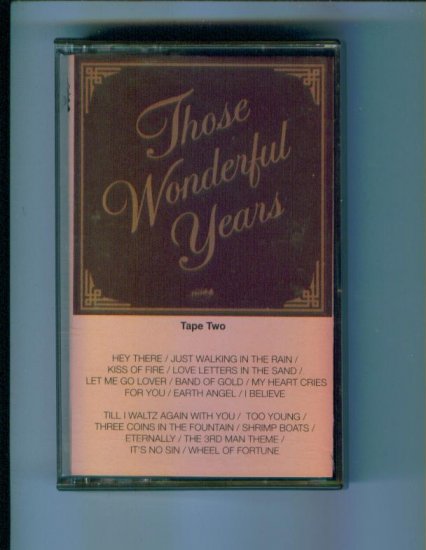 Those
Wonderful
Years
Tape Two
HEY THERE / JUST WALKING IN THE RAIN /
KISS OF FIRE / LOVE LETTERS IN THE SAND /
LET ME GO LOVER / BAND OF GOLD / MY HEART CRIES
FOR YOU / EARTH ANGEL / I BELIEVE
TILL I WALTZ AGAIN WITH YOU / TOO YOUNG /
THREE COINS IN THE FOUNTAIN / SHRIMP BOATS /
ETERNALLY / THE 3RD MAN THEME /
IT'S NO SIN / WHEEL OF FORTUNE